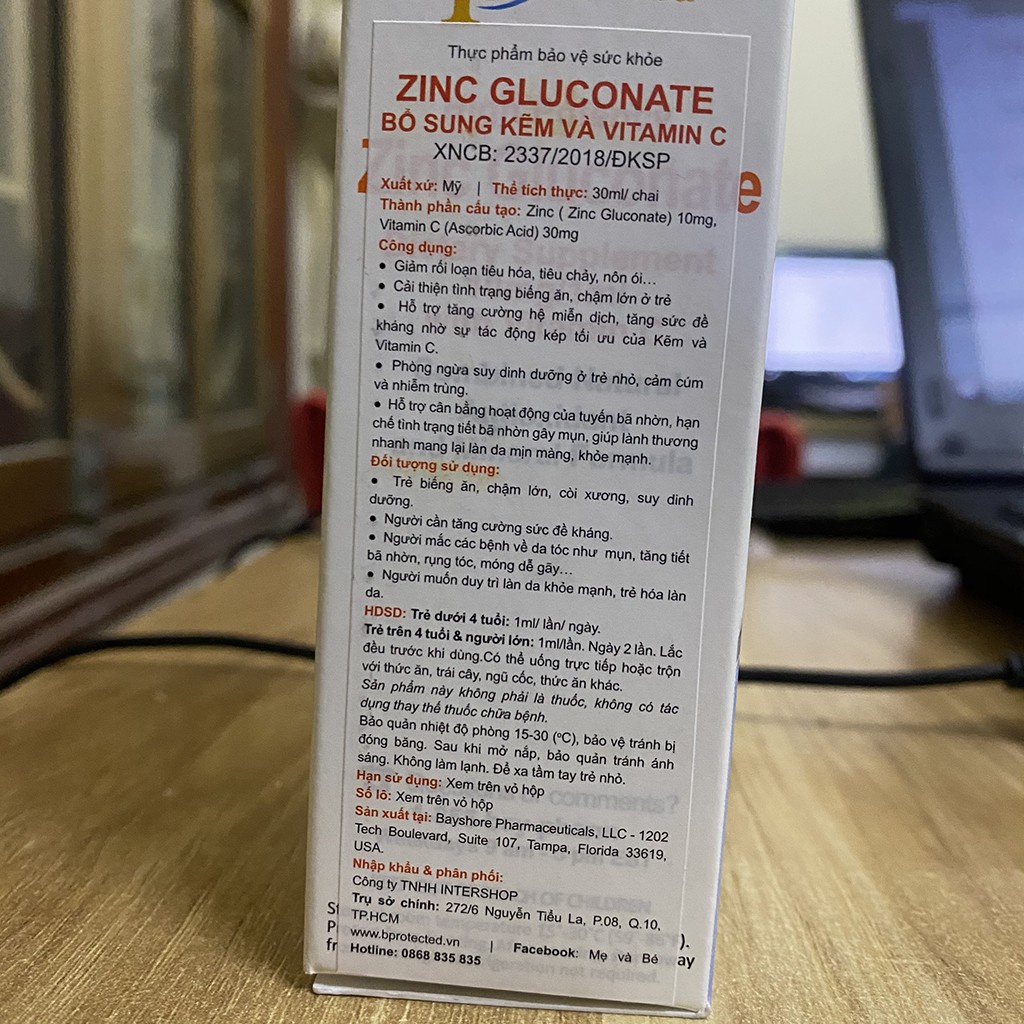 Thực phẩm bảo vệ sức khỏe
ZINC GLUCONATE
BỔ SUNG KẼM VÀ VITAMIN C
XNCB: 2337/2018/ĐKSP
Xuất xứ: Mỹ | Thể tích thực: 30ml/ chai
Thành phần cấu tạo: Zinc ( Zinc Gluconate) 10mg,
Vitamin C (Ascorbic Acid) 30mg
Công dụng:
• Giảm rối loạn tiêu hóa, tiêu chảy, nôn ói...
• Cải thiện tình trạng biếng ăn, chậm lớn ở trẻ
• Hỗ trợ tăng cường hệ miễn dịch, tăng sức đề
kháng nhờ sự tác động kép tối ưu của Kẽm và
Vitamin C.
• Phòng ngừa suy dinh dưỡng ở trẻ nhỏ, cảm cúm
và nhiễm trùng.
• Hỗ trợ cân bằng hoạt động của tuyến bã nhờn, hạn
chế tình trạng tiết bã nhờn gây mụn, giúp lành thương
nhanh mang lại làn da mịn màng, khỏe mạnh.
Đối tượng sử dụng:
• Trẻ biếng ăn, chậm lớn, còi xương, suy dinh
dưỡng.
• Người cần tăng cường sức đề kháng.
• Người mắc các bệnh về da tóc như mụn, tăng tiết
bã nhờn, rụng tóc, móng dễ gãy...
• Người muốn duy trì làn da khỏe mạnh, trẻ hóa làn
da.
HDSD: Trẻ dưới 4 tuổi: 1ml/ lần/ ngày.
Trẻ trên 4 tuổi & người lớn: 1ml/lần. Ngày 2 lần. Lắc
đều trước khi dùng.Có thể uống trực tiếp hoặc trộn
với thức ăn, trái cây, ngũ cốc, thức ăn khác.
Sản phẩm này không phải là thuốc, không có tác
dụng thay thế thuốc chữa bệnh.
Bảo quản nhiệt độ phòng 15-30 (ºC), bảo vệ tránh bị
đóng băng. Sau khi mở nắp, bảo quản tránh ánh
sáng. Không làm lạnh. Để xa tầm tay trẻ nhỏ.
Hạn sử dụng: Xem trên vỏ hộp
Số lô: Xem trên vỏ hộp
Sản xuất tại: Bayshore Pharmaceuticals, LLC - 1202
Tech Boulevard, Suite 107, Tampa, Florida 33619,
USA.
Nhập khẩu & phân phối:
Công ty TNHH INTERSHOP
Trụ sở chính: 272/6 Nguyễn Tiểu La, P.08, Q.10,
TP.HCM
www.bprotected.vn | Facebook: Mẹ và Bé
Hotline: 0868 835 835